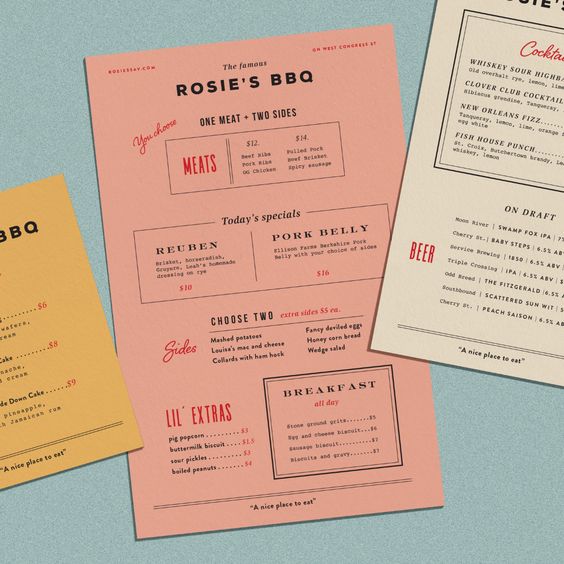 BBQ
$6
wafers,
cream
Cake
$8
cream
de Down Cake
$9
pineapple,
Jamaican rum
"A nice place to eat"
ROSIESSAV.COM
ON WEST CONGRESS ST
The famous
ROSIE'S BBQ
You choose
ONE MEAT + TWO SIDES
MEATS
$12.
Beef Ribs
Pork Ribs
OG Chicken
$14.
Pulled Pork
Beef Brisket
Spicy sausage
Today's specials
REUBEN
Brisket, horseradish,
Gruyere, Leah's homemade
dressing on rye
$10
PORK BELLY
Ellison Farms Berkshire Pork
Belly with your choice of sides
$16
CHOOSE TWO extra sides $5 ea.
Sides
Mashed potatoes
Louisa's mac and cheese
Collards with ham hock
Fancy deviled eggs
Honey corn bread
Wedge salad
LIL' EXTRAS
pig popcorn.........$3
buttermilk biscuit....$1.5
sour pickles........$3
boiled peanuts.......$4
BREAKFAST
all day
Stone ground grits.....$5
Egg and cheese biscuit...$6
Sausage biscuit.........$7
Biscuits and gravy.......$7
"A nice place to eat"
Cocktai
WHISKEY SOUR HIGHBA
Old overhalt rye, lemon, lime
CLOVER CLUB COCKTAIL
Hibiscus grendine, Tanqueray,
NEW ORLEANS FIZZ
Tanqueray, lemon, lime, orange
egg white
FISH HOUSE PUNCH
St. Croix, Butchertown brandy,
whiskey, lemon
ON DRAFT
BEER
Moon River | SWAMP FOX IPA | 7%
Cherry St. | BABY STEPS | 6.5% ABV
Service Brewing | 1850 | 6.5% ABV
Triple Crossing | IPA | 6.5% ABV
Odd Breed | THE FITZGERALD | 6.5%
Southbound | SCATTERED SUN WIT | 5
Cherry St. | PEACH SAISON | 6.5%
"A nice place to eat"